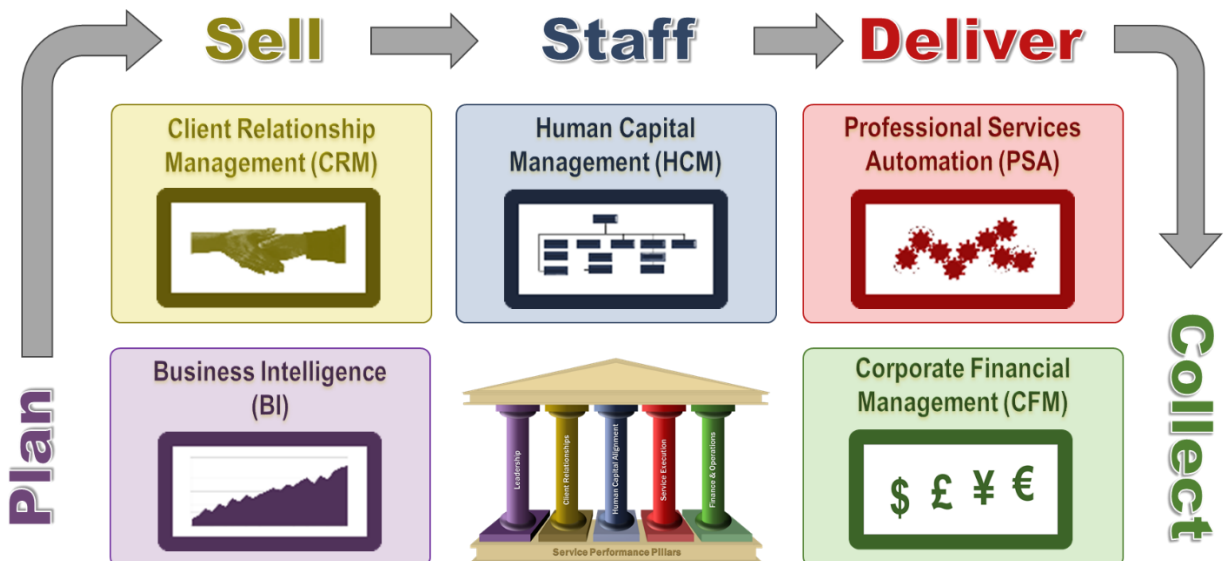 Sell
Staff
Deliver
Client Relationship
Management (CRM)
Human Capital
Management (HCM)
Professional Services
Automation (PSA)
Plan
Business Intelligence
(BI)
Leadership
Client Relationships
Human Capital Alignment
Service Execution
Finance & Operations
Service Performance Pillars
Corporate Financial
Management (CFM)
$ £ ¥ €
Collect